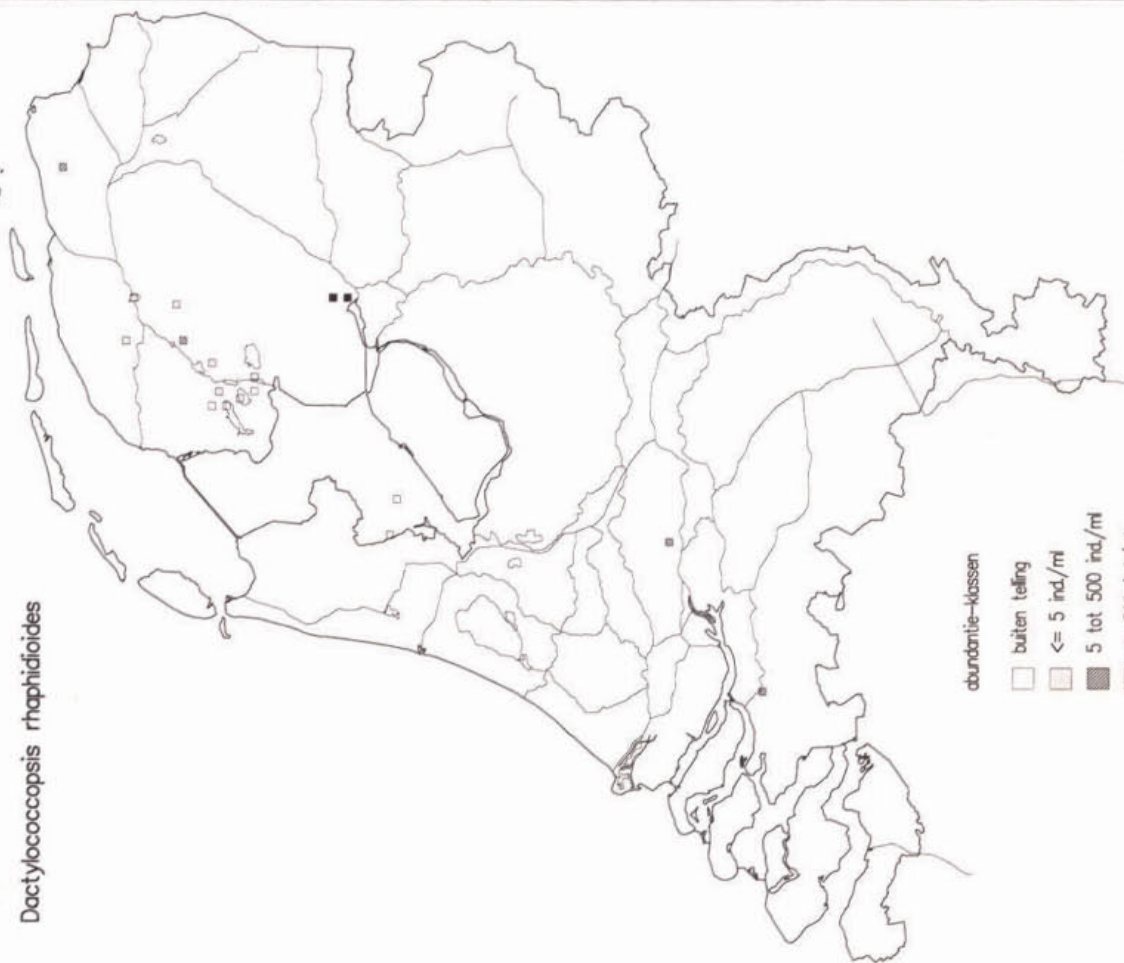 Dactylococcopsis rhaphidioides
abundantie-klassen
buiten telling
<= 5 ind./ml
5 tot 500 ind./ml